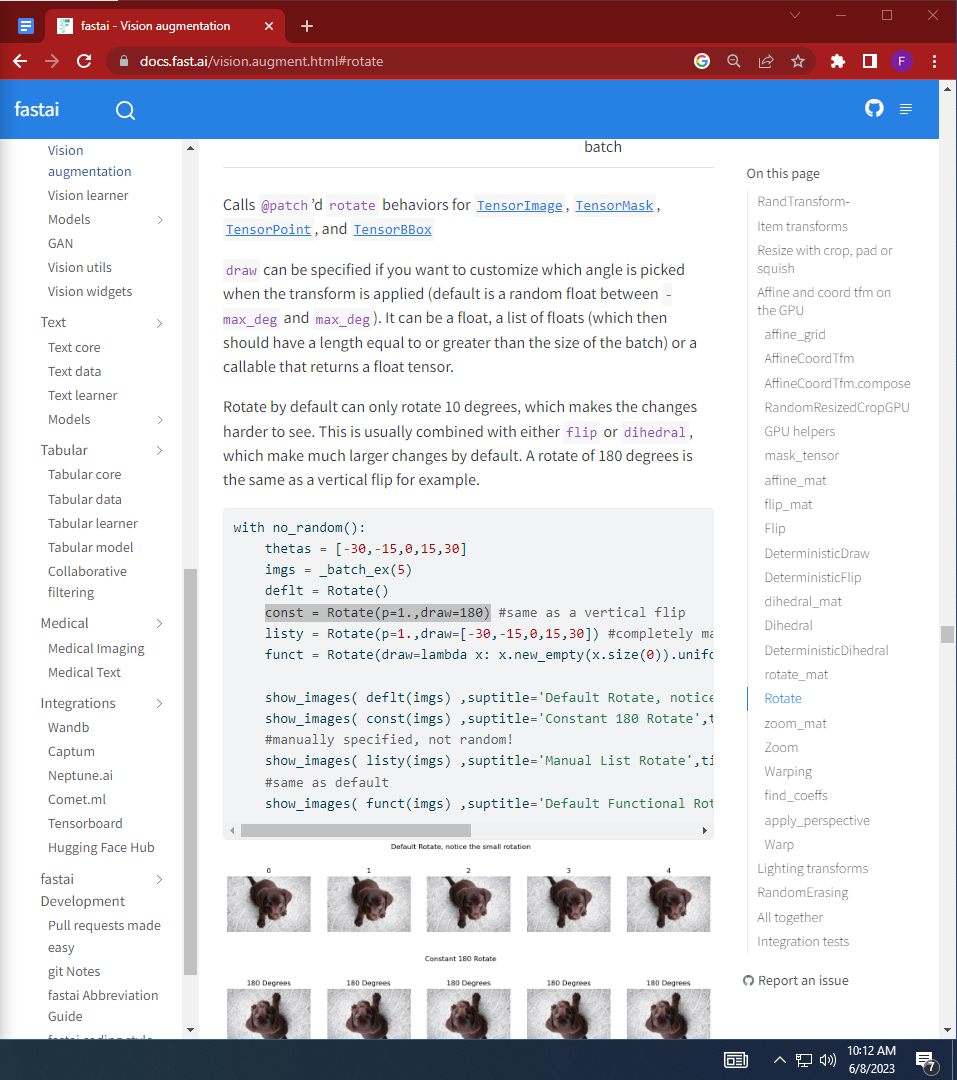 fastai - Vision augmentation
docs.fast.ai/vision.augment.html#rotate
F
fastai
Vision
augmentation
Vision learner
Models
GAN
Vision utils
Vision widgets
Text
Text core
Text data
Text learner
Models
Tabular
Tabular core
Tabular data
Tabular learner
Tabular model
Collaborative
filtering
Medical
Medical Imaging
Medical Text
Integrations
Wandb
Captum
Neptune.ai
Comet.ml
Tensorboard
Hugging Face Hub
fastai
Development
Pull requests made
easy
git Notes
fastai Abbreviation
Guide
fastai coding style
batch
Calls @patch'd rotate behaviors for TensorImage, TensorMask,
TensorPoint, and TensorBBox
draw can be specified if you want to customize which angle is picked
when the transform is applied (default is a random float between -
max_deg and max_deg). It can be a float, a list of floats (which then
should have a length equal to or greater than the size of the batch) or a
callable that returns a float tensor.
Rotate by default can only rotate 10 degrees, which makes the changes
harder to see. This is usually combined with either flip or dihedral,
which make much larger changes by default. A rotate of 180 degrees is
the same as a vertical flip for example.
with no_random():
    thetas = [-30,-15,0,15,30]
    imgs = _batch_ex(5)
    deflt = Rotate()
    const = Rotate(p=1.,draw=180) #same as a vertical flip
    listy = Rotate(p=1.,draw=[-30,-15,0,15,30]) #completely ma
    funct = Rotate(draw=lambda x: x.new_empty(x.size(0)).unifo
    show_images( deflt(imgs) ,suptitle='Default Rotate, notice
    show_images( const(imgs) ,suptitle='Constant 180 Rotate',t
    #manually specified, not random!
    show_images( listy(imgs) ,suptitle='Manual List Rotate',ti
    #same as default
    show_images( funct(imgs) ,suptitle='Default Functional Rot
Default Rotate, notice the small rotation
0 1 2 3 4
Constant 180 Rotate
180 Degrees 180 Degrees 180 Degrees 180 Degrees 180 Degrees
On this page
RandTransform-
Item transforms
Resize with crop, pad or
squish
Affine and coord tfm on
the GPU
affine_grid
AffineCoordTfm
AffineCoordTfm.compose
RandomResizedCropGPU
GPU helpers
mask_tensor
affine_mat
flip_mat
Flip
DeterministicDraw
DeterministicFlip
dihedral_mat
Dihedral
DeterministicDihedral
rotate_mat
Rotate
zoom_mat
Zoom
Warping
find_coeffs
apply_perspective
Warp
Lighting transforms
RandomErasing
All together
Integration tests
Report an issue
10:12 AM
6/8/2023
7